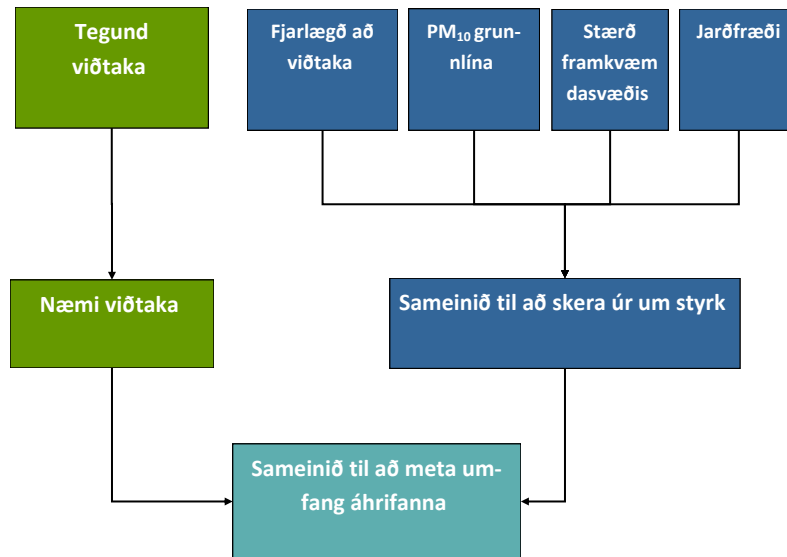 Tegund
viðtaka
Fjarlægð að
viðtaka
PM₁₀ grun-
nlína
Stærð
framkvæm
dasvæðis
Jarðfræði
Næmi viðtaka
Sameinið til að skera úr um styrk
Sameinið til að meta um-
fang áhrifanna